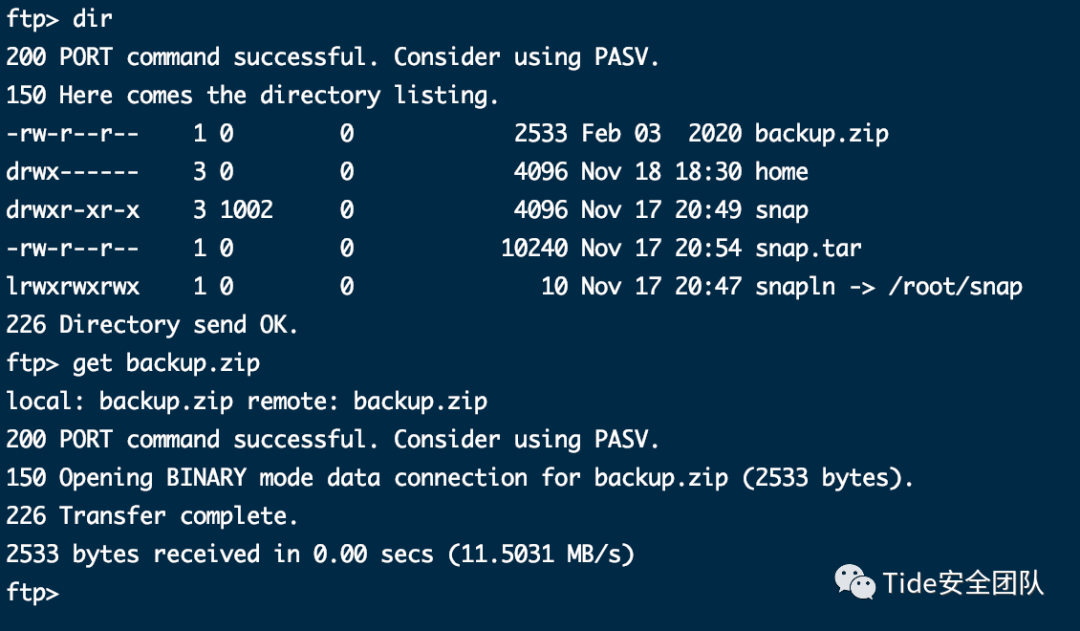 ftp> dir
200 PORT command successful. Consider using PASV.
150 Here comes the directory listing.
-rw-r--r--    1 0        0            2533 Feb 03  2020 backup.zip
drwx------    3 0        0            4096 Nov 18 18:30 home
drwxr-xr-x    3 1002     0            4096 Nov 17 20:49 snap
-rw-r--r--    1 0        0           10240 Nov 17 20:54 snap.tar
lrwxrwxrwx    1 0        0              10 Nov 17 20:47 snapln -> /root/snap
226 Directory send OK.
ftp> get backup.zip
local: backup.zip remote: backup.zip
200 PORT command successful. Consider using PASV.
150 Opening BINARY mode data connection for backup.zip (2533 bytes).
226 Transfer complete.
2533 bytes received in 0.00 secs (11.5031 MB/s)
ftp>
Tide安全团队